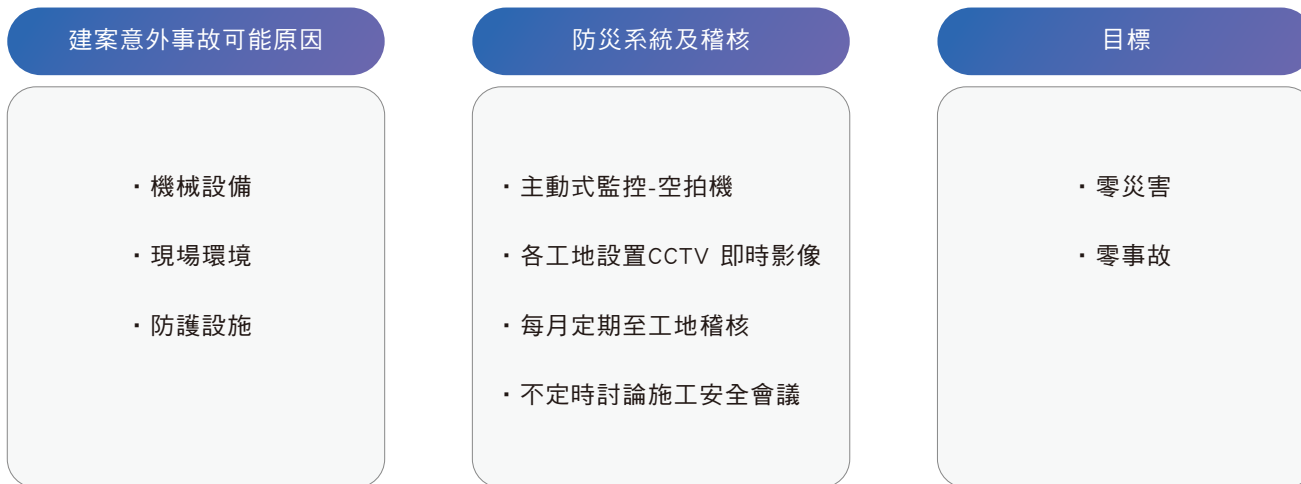 建案意外事故可能原因
・機械設備
・現場環境
・防護設施
防災系統及稽核
・主動式監控-空拍機
・各工地設置CCTV 即時影像
・每月定期至工地稽核
・不定時討論施工安全會議
目標
・零災害
・零事故